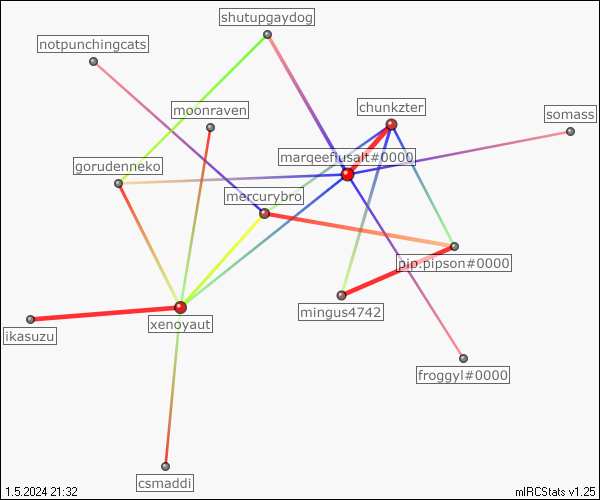 shutupgaydog
notpunchingcats
moonraven
chunkzter
somass
marqeeflusalt#0000
gorudenneko
mercurybro
pip.pipson#0000
mingus4742
xenoyaut
ikasuzu
froggyl#0000
csmaddi
1.5.2024 21:32
mIRCStats v1.25